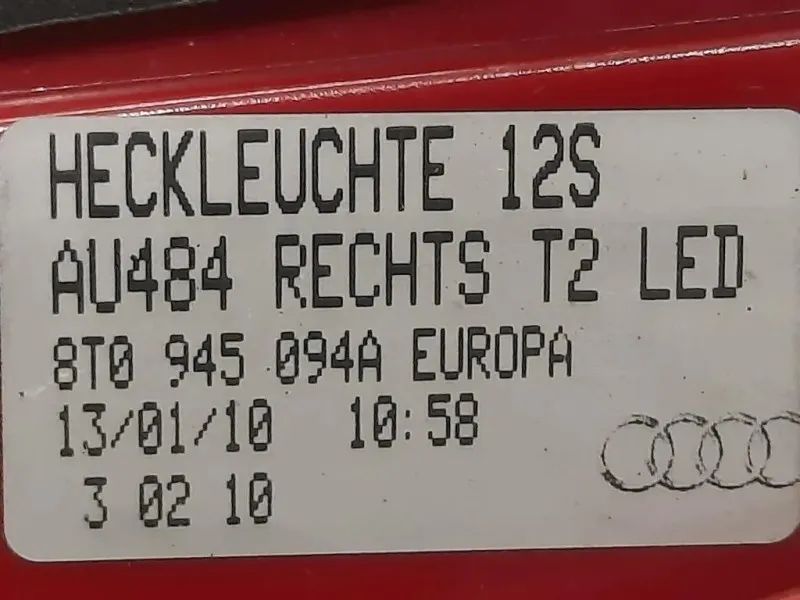 HECKLEUCHTE 12S
AU484 RECHTS T2 LED
8T0 945 094A EUROPA
13/01/10 10:58
3 02 10